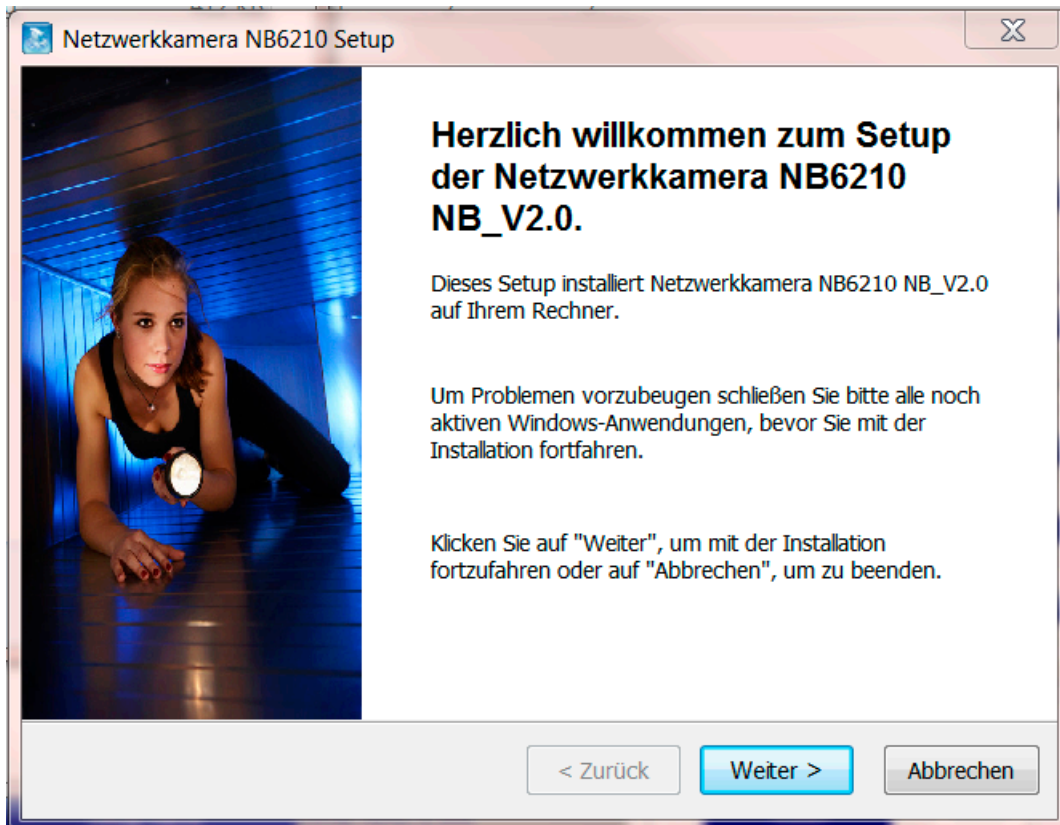 Netzwerkkamera NB6210 Setup
Herzlich willkommen zum Setup
der Netzwerkkamera NB6210
NB_V2.0.
Dieses Setup installiert Netzwerkkamera NB6210 NB_V2.0
auf Ihrem Rechner.
Um Problemen vorzubeugen schließen Sie bitte alle noch
aktiven Windows-Anwendungen, bevor Sie mit der
Installation fortfahren.
Klicken Sie auf "Weiter", um mit der Installation
fortzufahren oder auf "Abbrechen", um zu beenden.
< Zurück
Weiter >
Abbrechen